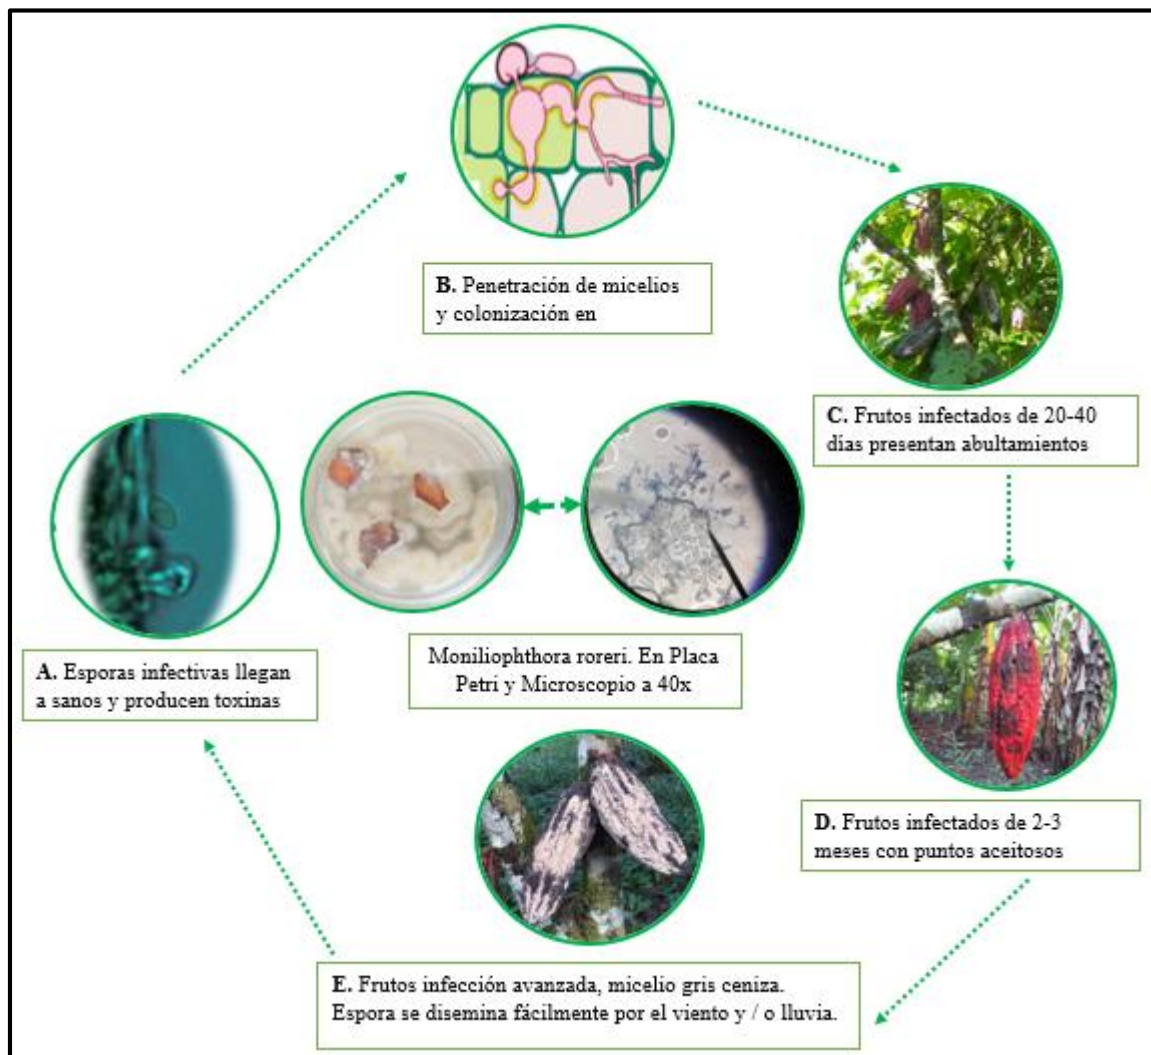 B. Penetración de micelios
y colonización en
C. Frutos infectados de 20-40
días presentan abultamientos
A. Esporas infectivas llegan
a sanos y producen toxinas
Moniliophthora roreri. En Placa
Petri y Microscopio a 40x
D. Frutos infectados de 2-3
meses con puntos aceitosos
E. Frutos infección avanzada, micelio gris ceniza.
Espora se disemina fácilmente por el viento y / o lluvia.